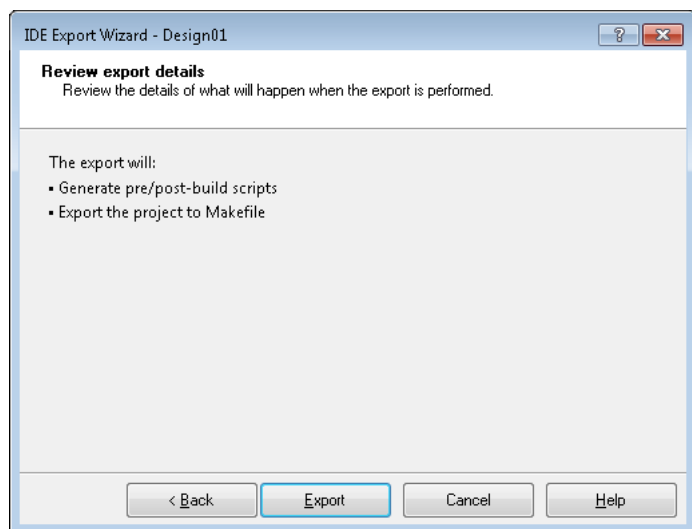 IDE Export Wizard - Design01
Review export details
Review the details of what will happen when the export is performed.
The export will:
▪ Generate pre/post-build scripts
▪ Export the project to Makefile
< Back
Export
Cancel
Help